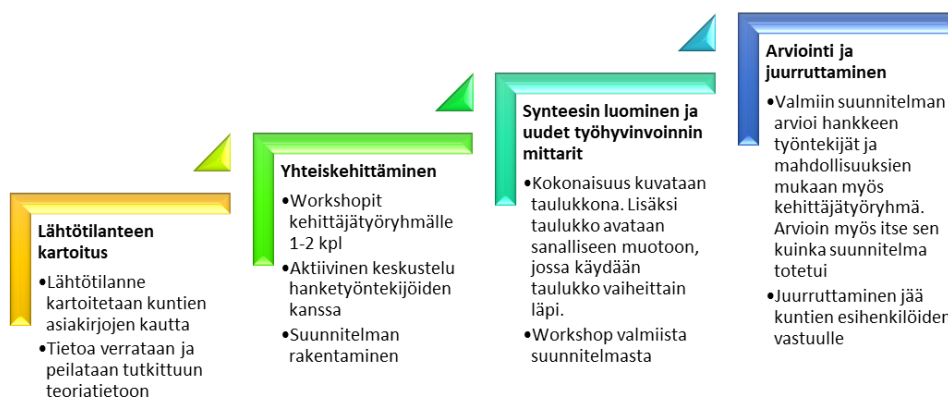 Lähtötilanteen
kartoitus
•Lähtötilanne
kartoitetaan kuntien
asiakirjojen kautta
•Tietoa verrataan ja
peilataan tutkittuun
teoriatietoon
Yhteiskehittäminen
•Workshopit
kehittäjätyöryhmälle
1-2 kpl
•Aktiivinen keskustelu
hanketyöntekijöiden
kanssa
•Suunnitelman
rakentaminen
Synteesin luominen ja
uudet työhyvinvoinnin
mittarit
•Kokonaisuus kuvataan
taulukkona. Lisäksi
taulukko avataan
sanalliseen muotoon,
jossa käydään
taulukko vaiheittain
läpi.
•Workshop valmiista
suunnitelmasta
Arviointi ja
juurruttaminen
•Valmiin suunnitelman
arvioi hankkeen
työntekijät ja
mahdollisuuksien
mukaan myös
kehittäjätyöryhmä.
Arvioin myös itse sen
kuinka suunnitelma
totetui
•Juurruttaminen jää
kuntien esihenkilöiden
vastuulle